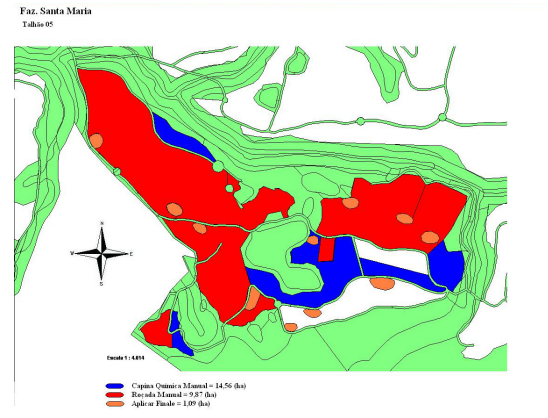 Faz. Santa Maria
Talhão 05
N
W E
S
Escala 1 : 4.614
Capina Química Manual = 14,56 (ha)
Roçada Manual = 9,87 (ha)
Aplicar Finale = 1,09 (ha)